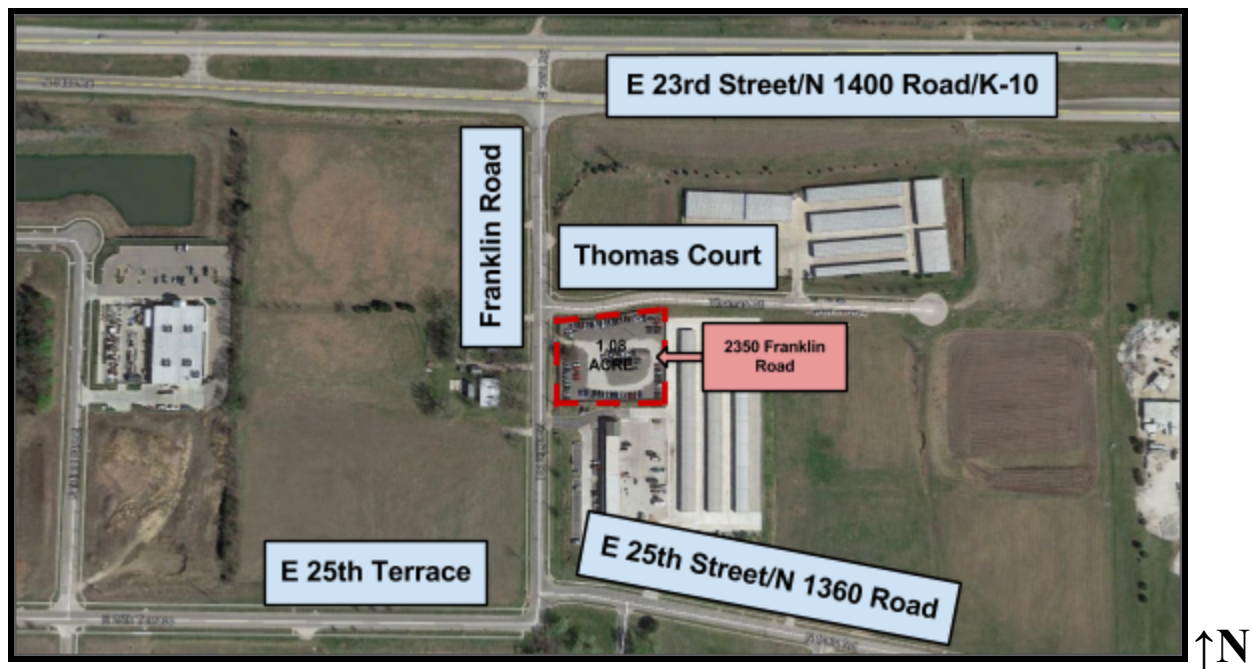 E 23rd Street/N 1400 Road/K-10
Franklin Road
Thomas Court
1.08
ACRE
2350 Franklin
Road
E 25th Street/N 1360 Road
E 25th Terrace
↑N